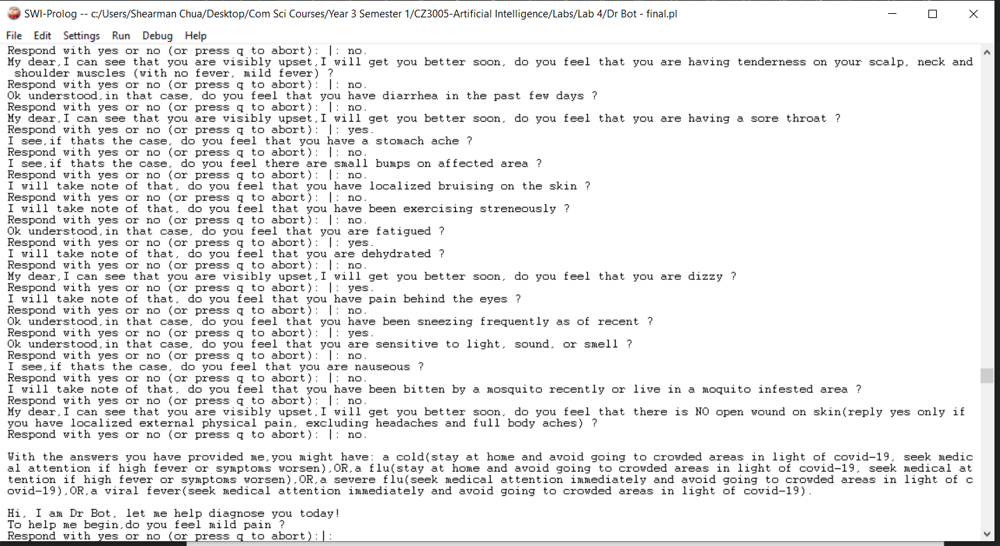 SWI-Prolog -- c:/Users/Shearman Chua/Desktop/Com Sci Courses/Year 3 Semester 1/CZ3005-Artificial Intelligence/Labs/Lab 4/Dr Bot - final.pl
File Edit Settings Run Debug Help
Respond with yes or no (or press q to abort): |: no.
My dear,I can see that you are visibly upset,I will get you better soon, do you feel that you are having tenderness on your scalp, neck and
shoulder muscles (with no fever, mild fever) ?
Respond with yes or no (or press q to abort): |: no.
Ok understood,in that case, do you feel that you have diarrhea in the past few days ?
Respond with yes or no (or press q to abort): |: no.
My dear,I can see that you are visibly upset,I will get you better soon, do you feel that you are having a sore throat ?
Respond with yes or no (or press q to abort): |: yes.
I see,if thats the case, do you feel that you have a stomach ache ?
Respond with yes or no (or press q to abort): |: no.
I see,if thats the case, do you feel there are small bumps on affected area ?
Respond with yes or no (or press q to abort): |: no.
I will take note of that, do you feel that you have localized bruising on the skin ?
Respond with yes or no (or press q to abort): |: no.
I will take note of that, do you feel that you have been exercising streneously ?
Respond with yes or no (or press q to abort): |: no.
Ok understood,in that case, do you feel that you are fatigued ?
Respond with yes or no (or press q to abort): |: yes.
I will take note of that, do you feel that you are dehydrated ?
Respond with yes or no (or press q to abort): |: no.
My dear,I can see that you are visibly upset,I will get you better soon, do you feel that you are dizzy ?
Respond with yes or no (or press q to abort): |: yes.
I will take note of that, do you feel that you have pain behind the eyes ?
Respond with yes or no (or press q to abort): |: no.
Ok understood,in that case, do you feel that you have been sneezing frequently as of recent ?
Respond with yes or no (or press q to abort): |: yes.
Ok understood,in that case, do you feel that you are sensitive to light, sound, or smell ?
Respond with yes or no (or press q to abort): |: no.
I see,if thats the case, do you feel that you are nauseous ?
Respond with yes or no (or press q to abort): |: no.
I will take note of that, do you feel that you have been bitten by a mosquito recently or live in a moquito infested area ?
Respond with yes or no (or press q to abort): |: no.
My dear,I can see that you are visibly upset,I will get you better soon, do you feel that there is NO open wound on skin(reply yes only if
you have localized external physical pain, excluding headaches and full body aches) ?
Respond with yes or no (or press q to abort): |: no.
With the answers you have provided me,you might have: a cold(stay at home and avoid going to crowded areas in light of covid-19, seek medic
al attention if high fever or symptoms worsen),OR,a flu(stay at home and avoid going to crowded areas in light of covid-19, seek medical at
tention if high fever or symptoms worsen),OR,a severe flu(seek medical attention immediately and avoid going to crowded areas in light of c
ovid-19),OR,a viral fever(seek medical attention immediately and avoid going to crowded areas in light of covid-19).
Hi, I am Dr Bot, let me help diagnose you today!
To help me begin,do you feel mild pain ?
Respond with yes or no (or press q to abort):|: